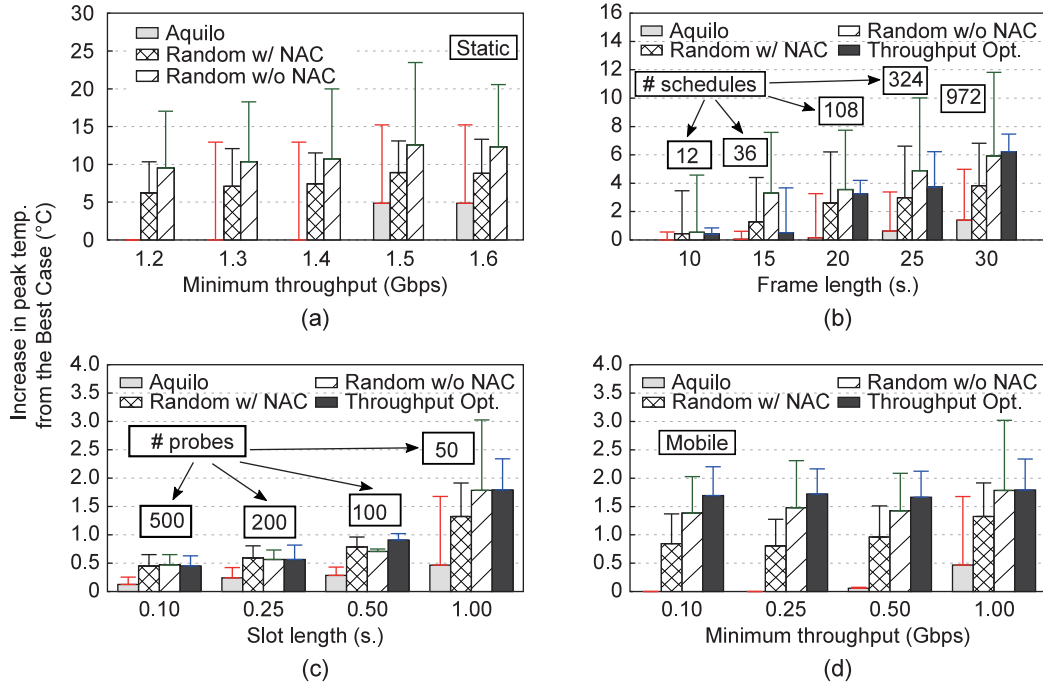 Increase in peak temp.
from the Best Case (°C)
30
25
20
15
10
5
0
Aquilo
Random w/ NAC
Random w/o NAC
Static
1.2 1.3 1.4 1.5 1.6
Minimum throughput (Gbps)
(a)
16
14
12
10
8
6
4
2
0
Aquilo Random w/o NAC
Random w/ NAC Throughput Opt.
# schedules
324
972
108
12
36
10 15 20 25 30
Frame length (s.)
(b)
4.0
3.5
3.0
2.5
2.0
1.5
1.0
0.5
0
Aquilo Random w/o NAC
Random w/ NAC Throughput Opt.
# probes
50
500
200
100
0.10 0.25 0.50 1.00
Slot length (s.)
(c)
4.0
3.5
3.0
2.5
2.0
1.5
1.0
0.5
0
Aquilo Random w/o NAC
Random w/ NAC Throughput Opt.
Mobile
0.10 0.25 0.50 1.00
Minimum throughput (Gbps)
(d)